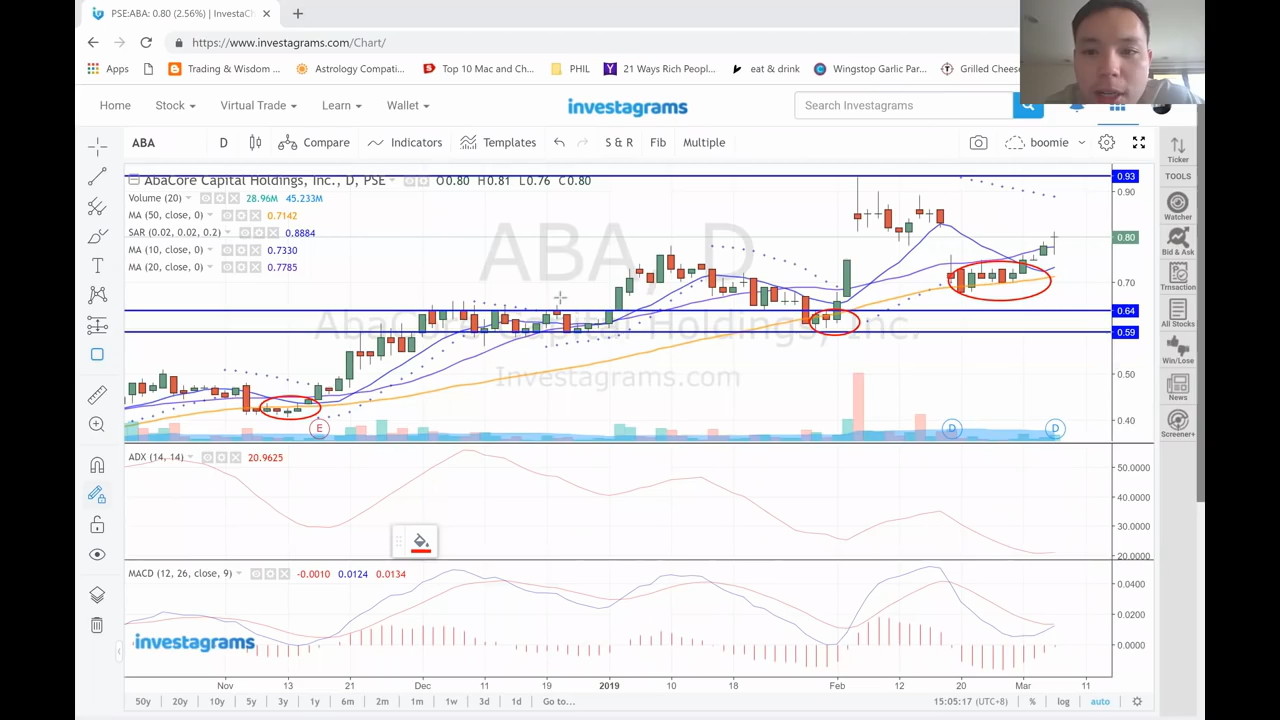 PSE:ABA: 0.80 (2.56%) | InvestaCh
https://www.investagrams.com/Chart/
Apps Trading & Wisdom ... Astrology Compati... Top 10 Mac and Ch... PHIL 21 Ways Rich Peopl... eat & drink Wingstop Garlic Par... Grilled Cheese
Home Stock Virtual Trade Learn Wallet investagrams Search Investagrams
ABA D Compare Indicators Templates S & R Fib Multiple boomie
Ticker
TOOLS
Watcher
Bid & Ask
Trnsaction
All Stocks
Win/Lose
News
Screener+
AbaCore Capital Holdings, Inc., D, PSE O0.80 H0.81 L0.76 C0.80
Volume (20) 28.96M 45.233M
MA (50, close, 0) 0.7142
SAR (0.02, 0.02, 0.2) 0.8884
MA (10, close, 0) 0.7330
MA (20, close, 0) 0.7785
ABA, D
AbaCore Capital Holdings, Inc.
Investagrams.com
0.93
0.90
0.80
0.70
0.64
0.59
0.50
0.40
E D D
ADX (14, 14) 20.9625
50.0000
40.0000
30.0000
20.0000
MACD (12, 26, close, 9) -0.0010 0.0124 0.0134
0.0400
0.0200
0.0000
investagrams
Nov 13 21 Dec 11 19 2019 10 18 Feb 12 20 Mar 11
50y 20y 10y 5y 3y 1y 6m 2m 1m 1w 3d 1d Go to... 15:05:17 (UTC+8) % log auto